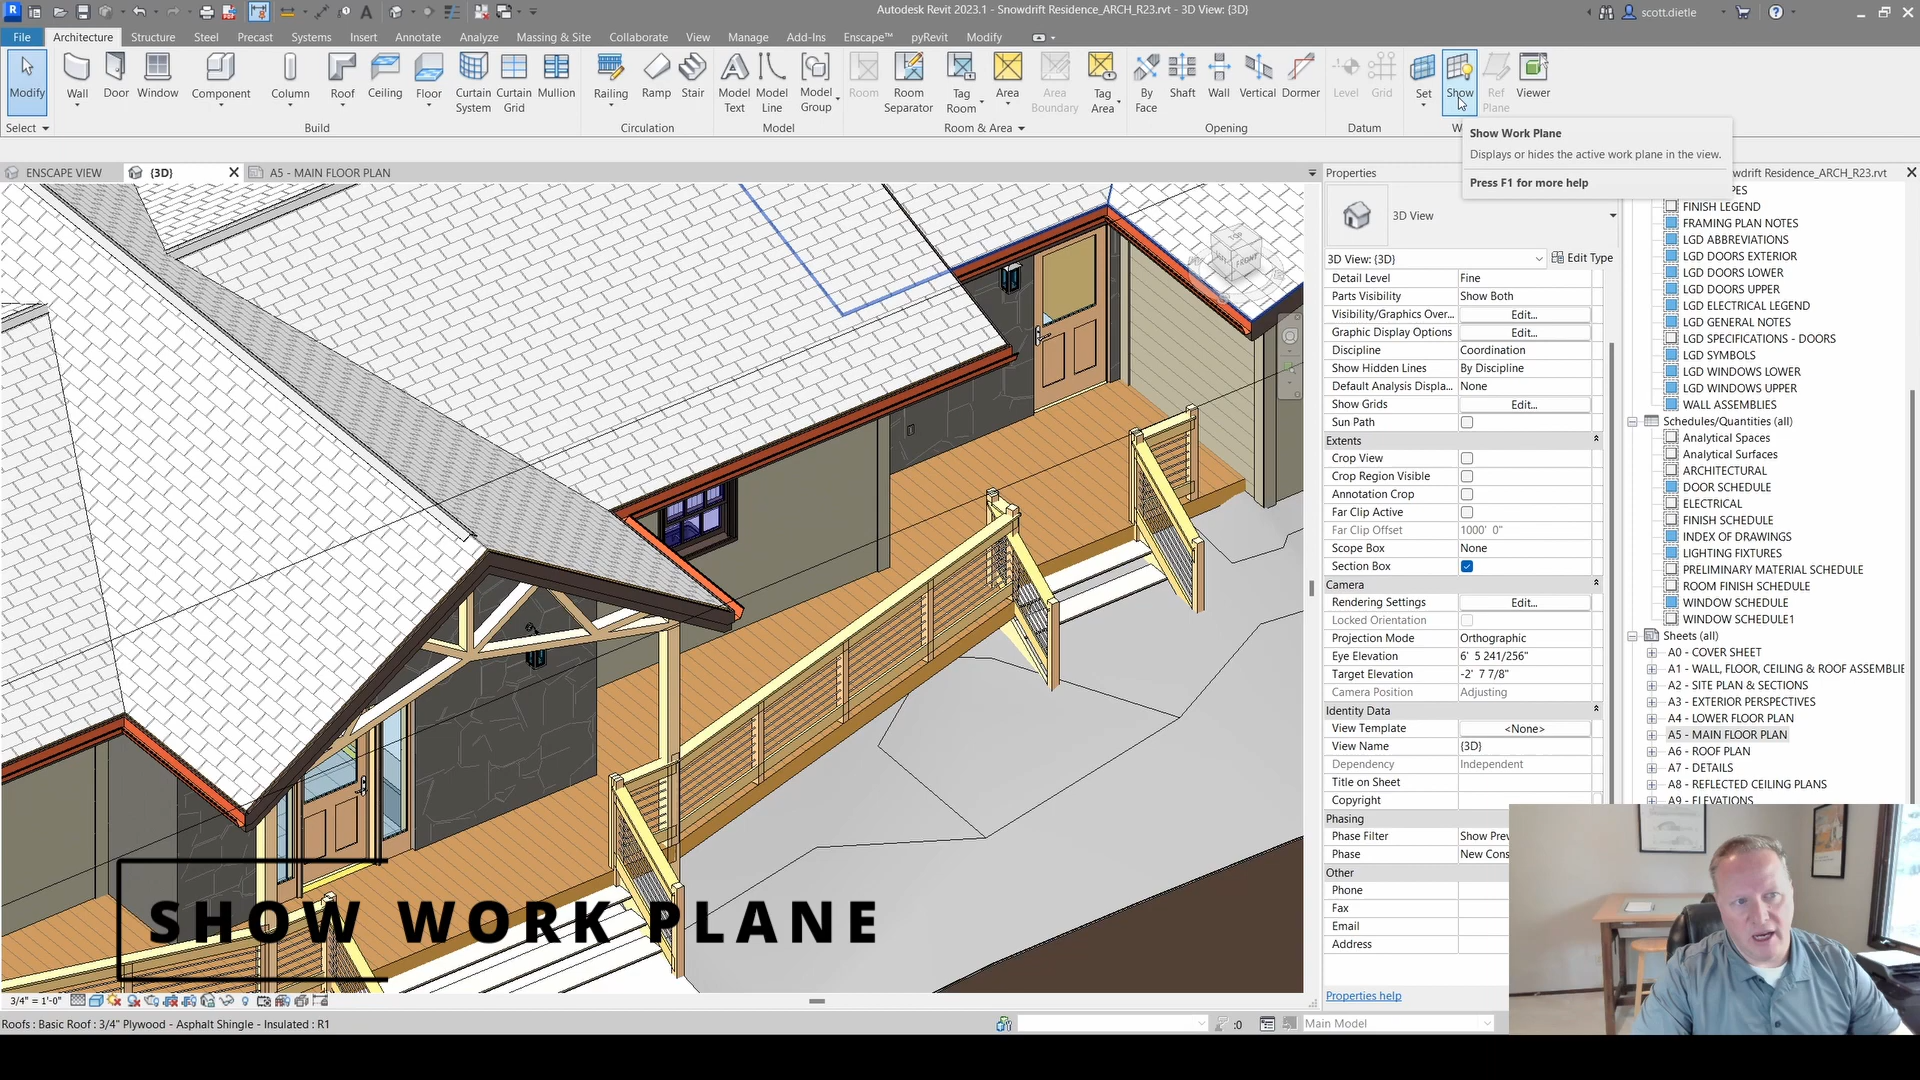 Autodesk Revit 2023.1 - Snowdrift Residence_ARCH_R23.rvt - 3D View: {3D}
scott.dietle
File Architecture Structure Steel Precast Systems Insert Annotate Analyze Massing & Site Collaborate View Manage Add-Ins Enscape™ pyRevit Modify
Modify
Wall
Door
Window
Component
Column
Roof
Ceiling
Floor
Curtain System
Curtain Grid
Mullion
Railing
Ramp
Stair
Model Text
Model Line
Model Group
Room
Room Separator
Tag Room
Area
Area Boundary
Tag Area
By Face
Shaft
Wall
Vertical
Dormer
Level
Grid
Set
Show
Ref Plane
Viewer
Select
Build
Circulation
Model
Room & Area
Opening
Datum
W
Show Work Plane
Displays or hides the active work plane in the view.
Press F1 for more help
ENSCAPE VIEW
{3D}
A5 - MAIN FLOOR PLAN
TOP
FRONT
SHOW WORK PLANE
3/4" = 1'-0"
Roofs : Basic Roof : 3/4" Plywood - Asphalt Shingle - Insulated : R1
:0
Main Model
Properties
3D View
3D View: {3D}
Edit Type
Detail Level Fine
Parts Visibility Show Both
Visibility/Graphics Over... Edit...
Graphic Display Options Edit...
Discipline Coordination
Show Hidden Lines By Discipline
Default Analysis Displa... None
Show Grids Edit...
Sun Path
Extents
Crop View
Crop Region Visible
Annotation Crop
Far Clip Active
Far Clip Offset 1000' 0"
Scope Box None
Section Box
Camera
Rendering Settings Edit...
Locked Orientation
Projection Mode Orthographic
Eye Elevation 6' 5 241/256"
Target Elevation -2' 7 7/8"
Camera Position Adjusting
Identity Data
View Template <None>
View Name {3D}
Dependency Independent
Title on Sheet
Copyright
Phasing
Phase Filter Show Prev
Phase New Cons
Other
Phone
Fax
Email
Address
Properties help
wdrift Residence_ARCH_R23.rvt
PES
FINISH LEGEND
FRAMING PLAN NOTES
LGD ABBREVIATIONS
LGD DOORS EXTERIOR
LGD DOORS LOWER
LGD DOORS UPPER
LGD ELECTRICAL LEGEND
LGD GENERAL NOTES
LGD SPECIFICATIONS - DOORS
LGD SYMBOLS
LGD WINDOWS LOWER
LGD WINDOWS UPPER
WALL ASSEMBLIES
Schedules/Quantities (all)
Analytical Spaces
Analytical Surfaces
ARCHITECTURAL
DOOR SCHEDULE
ELECTRICAL
FINISH SCHEDULE
INDEX OF DRAWINGS
LIGHTING FIXTURES
PRELIMINARY MATERIAL SCHEDULE
ROOM FINISH SCHEDULE
WINDOW SCHEDULE
WINDOW SCHEDULE1
Sheets (all)
A0 - COVER SHEET
A1 - WALL, FLOOR, CEILING & ROOF ASSEMBLIE
A2 - SITE PLAN & SECTIONS
A3 - EXTERIOR PERSPECTIVES
A4 - LOWER FLOOR PLAN
A5 - MAIN FLOOR PLAN
A6 - ROOF PLAN
A7 - DETAILS
A8 - REFLECTED CEILING PLANS
A9 - ELEVATIONS